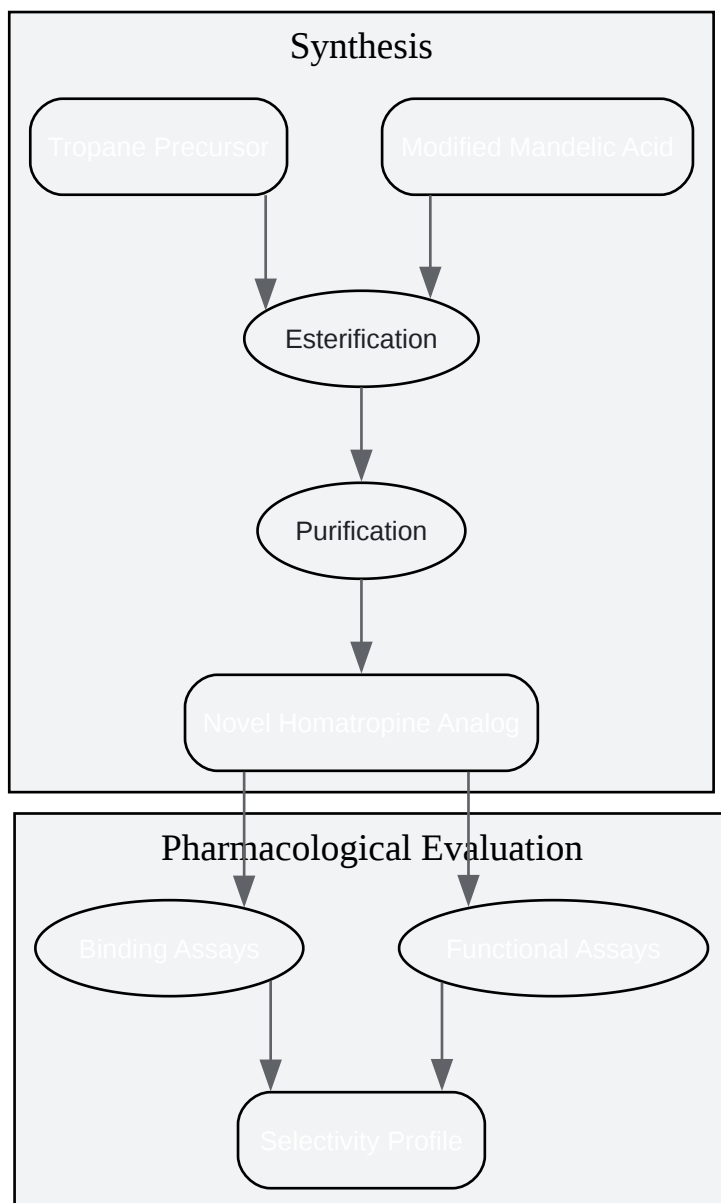 Synthesis
Tropane Precursor
Modified Mandelic Acid
Esterification
Purification
Novel Homatropine Analog
Pharmacological Evaluation
Binding Assays
Functional Assays
Selectivity Profile